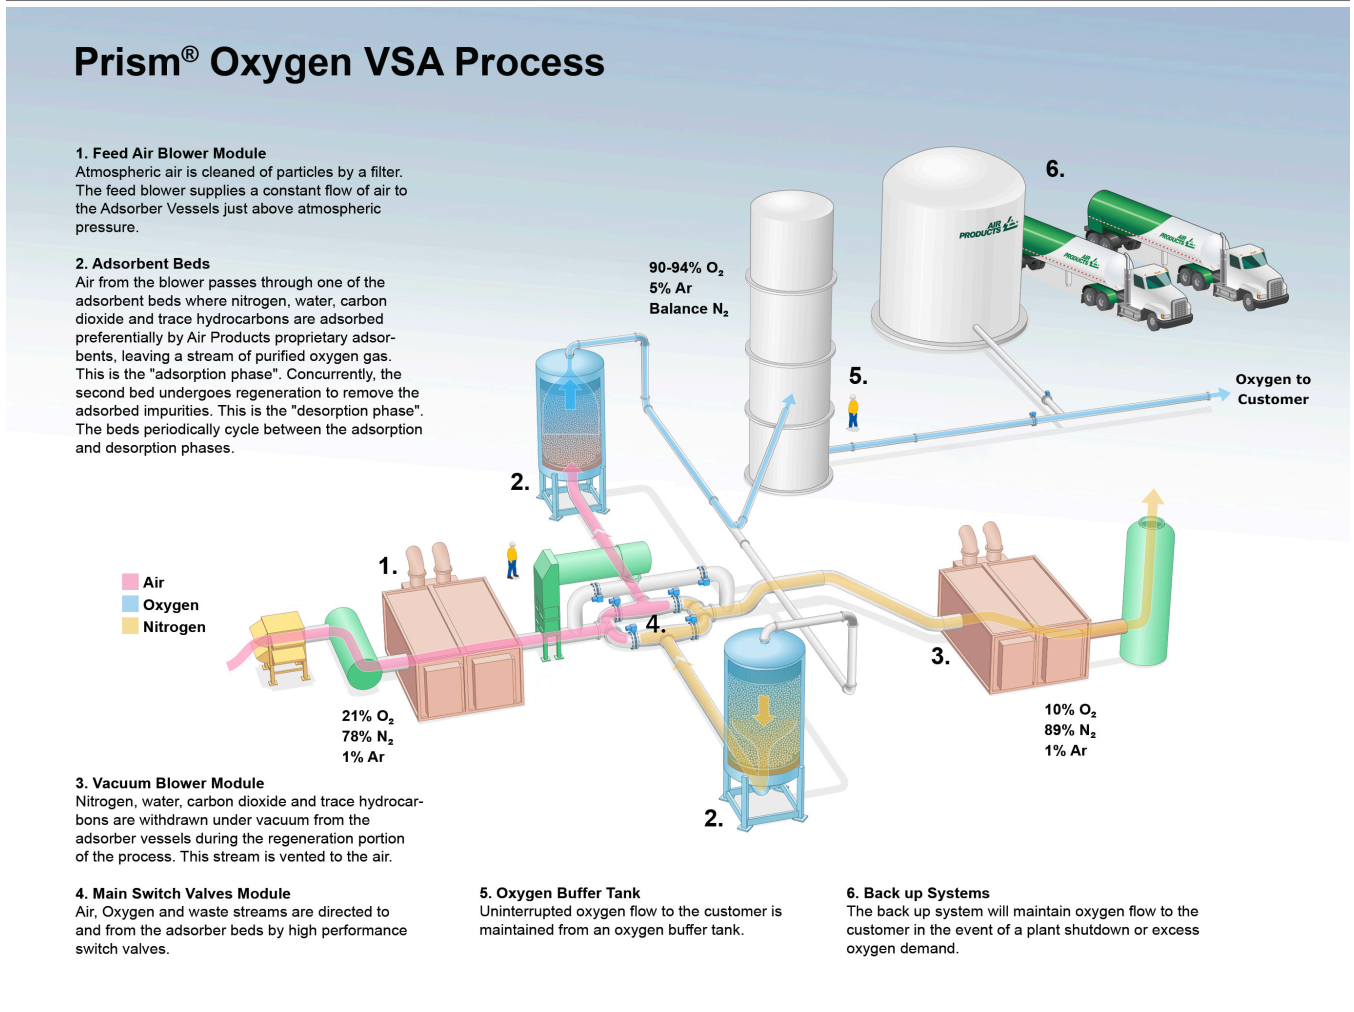 Prism® Oxygen VSA Process
1. Feed Air Blower Module
Atmospheric air is cleaned of particles by a filter.
The feed blower supplies a constant flow of air to
the Adsorber Vessels just above atmospheric
pressure.
2. Adsorbent Beds
Air from the blower passes through one of the
adsorbent beds where nitrogen, water, carbon
dioxide and trace hydrocarbons are adsorbed
preferentially by Air Products proprietary adsor-
bents, leaving a stream of purified oxygen gas.
This is the "adsorption phase". Concurrently, the
second bed undergoes regeneration to remove the
adsorbed impurities. This is the "desorption phase".
The beds periodically cycle between the adsorption
and desorption phases.
6.
AIR
PRODUCTS
AIR
PRODUCTS
AIR
PRODUCTS
90-94% O₂
5% Ar
Balance N₂
5.
Oxygen to
Customer
2.
1.
Air
Oxygen
Nitrogen
4.
3.
21% O₂
78% N₂
1% Ar
10% O₂
89% N₂
1% Ar
2.
3. Vacuum Blower Module
Nitrogen, water, carbon dioxide and trace hydrocar-
bons are withdrawn under vacuum from the
adsorber vessels during the regeneration portion
of the process. This stream is vented to the air.
4. Main Switch Valves Module
Air, Oxygen and waste streams are directed to
and from the adsorber beds by high performance
switch valves.
5. Oxygen Buffer Tank
Uninterrupted oxygen flow to the customer is
maintained from an oxygen buffer tank.
6. Back up Systems
The back up system will maintain oxygen flow to the
customer in the event of a plant shutdown or excess
oxygen demand.